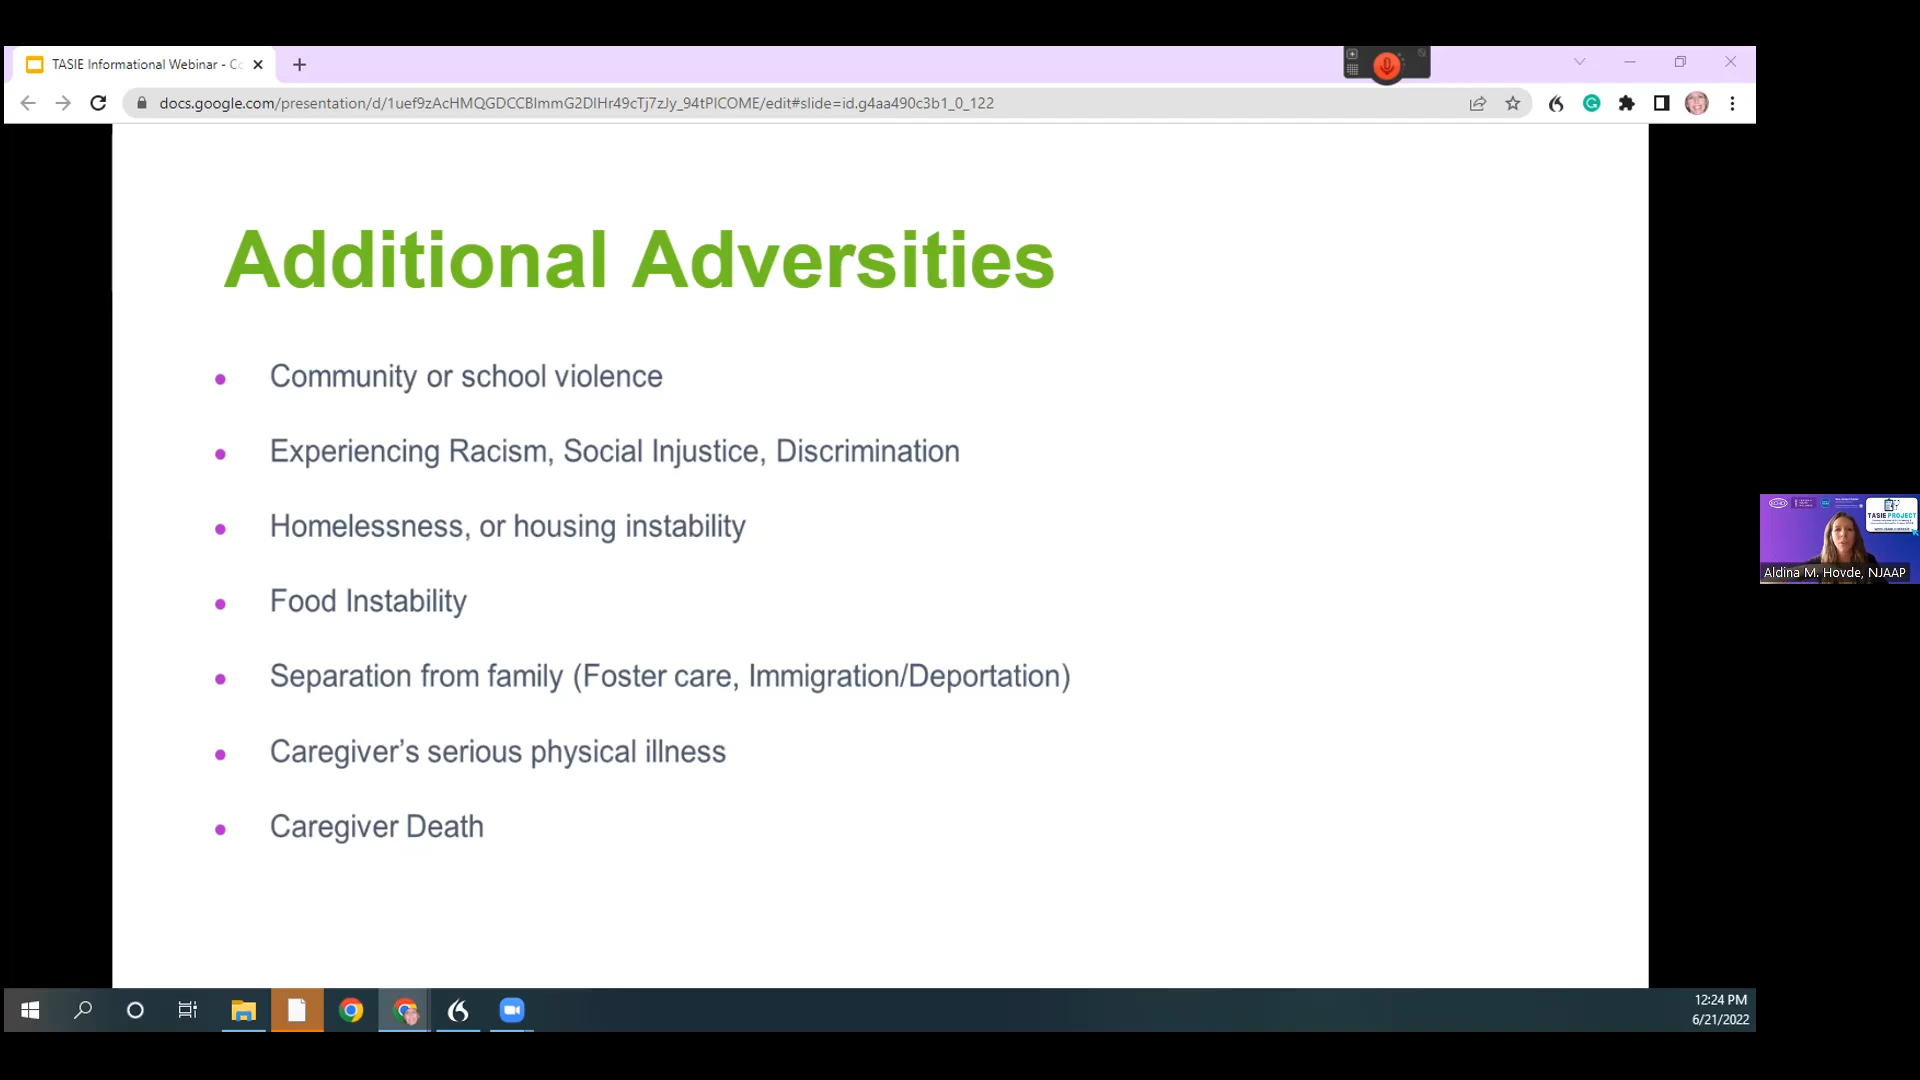 TASIE Informational Webinar - Co
docs.google.com/presentation/d/1uef9zAcHMQGDCCBlmmG2DIHr49cTj7zJy_94tPICOME/edit#slide=id.g4aa490c3b1_0_122
Additional Adversities
Community or school violence
Experiencing Racism, Social Injustice, Discrimination
Homelessness, or housing instability
Food Instability
Separation from family (Foster care, Immigration/Deportation)
Caregiver’s serious physical illness
Caregiver Death
TASIE PROJECT
Aldina M. Hovde, NJAAP
12:24 PM
6/21/2022